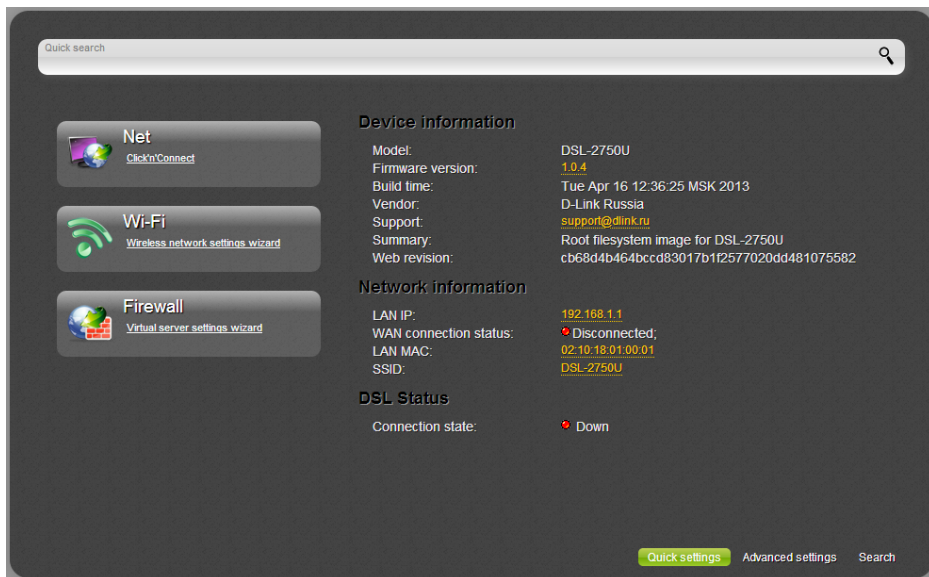 Quick search
Net
Click'n'Connect
Wi-Fi
Wireless network settings wizard
Firewall
Virtual server settings wizard
Device information
Model: DSL-2750U
Firmware version: 1.0.4
Build time: Tue Apr 16 12:36:25 MSK 2013
Vendor: D-Link Russia
Support: support@dlink.ru
Summary: Root filesystem image for DSL-2750U
Web revision: cb68d4b464bccd83017b1f2577020dd481075582
Network information
LAN IP: 192.168.1.1
WAN connection status: Disconnected;
LAN MAC: 02:10:18:01:00:01
SSID: DSL-2750U
DSL Status
Connection state: Down
Quick settings Advanced settings Search